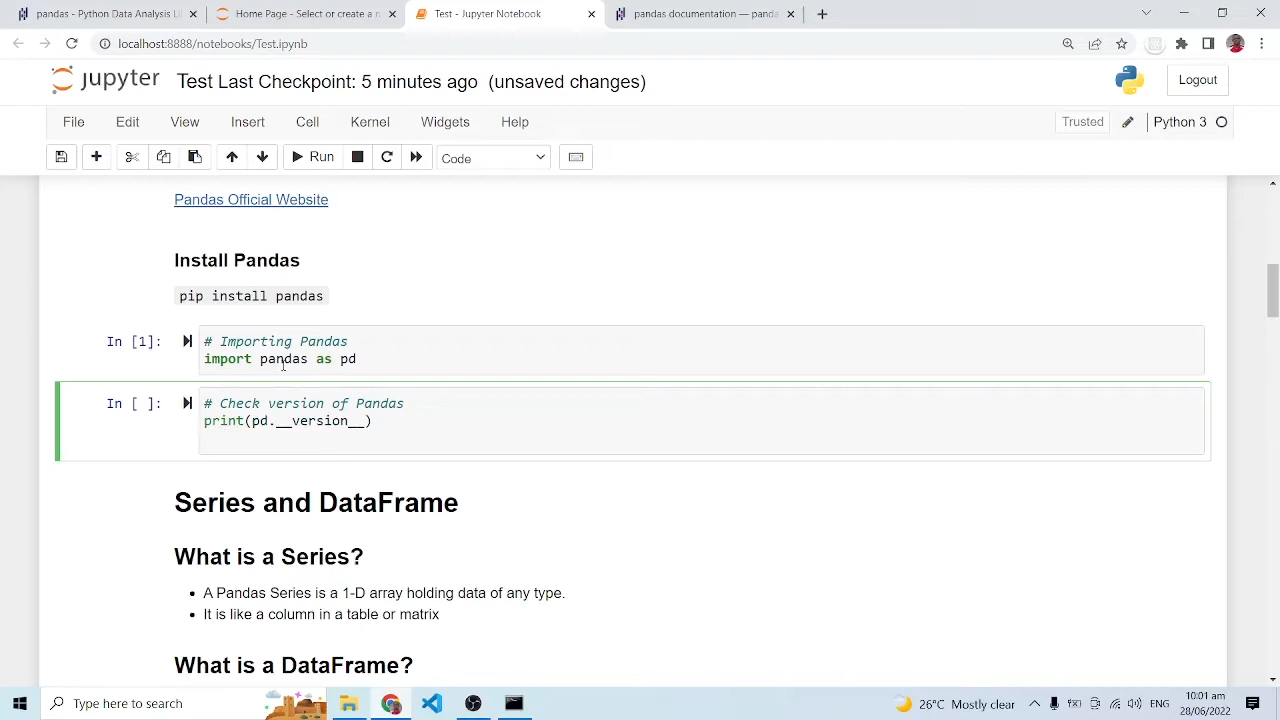 pandas - Python Data Analysis Li
Home Page - Select or create a n
Test - Jupyter Notebook
pandas documentation — panda
localhost:8888/notebooks/Test.ipynb
jupyter
Test Last Checkpoint: 5 minutes ago (unsaved changes)
Logout
File Edit View Insert Cell Kernel Widgets Help
Trusted
Python 3
Run
Code
Pandas Official Website
Install Pandas
pip install pandas
In [1]:
# Importing Pandas
import pandas as pd
In [ ]:
# Check version of Pandas
print(pd.__version__)
Series and DataFrame
What is a Series?
A Pandas Series is a 1-D array holding data of any type.
It is like a column in a table or matrix
What is a DataFrame?
Type here to search
26°C Mostly clear
ENG
10:01 am
28/06/2022